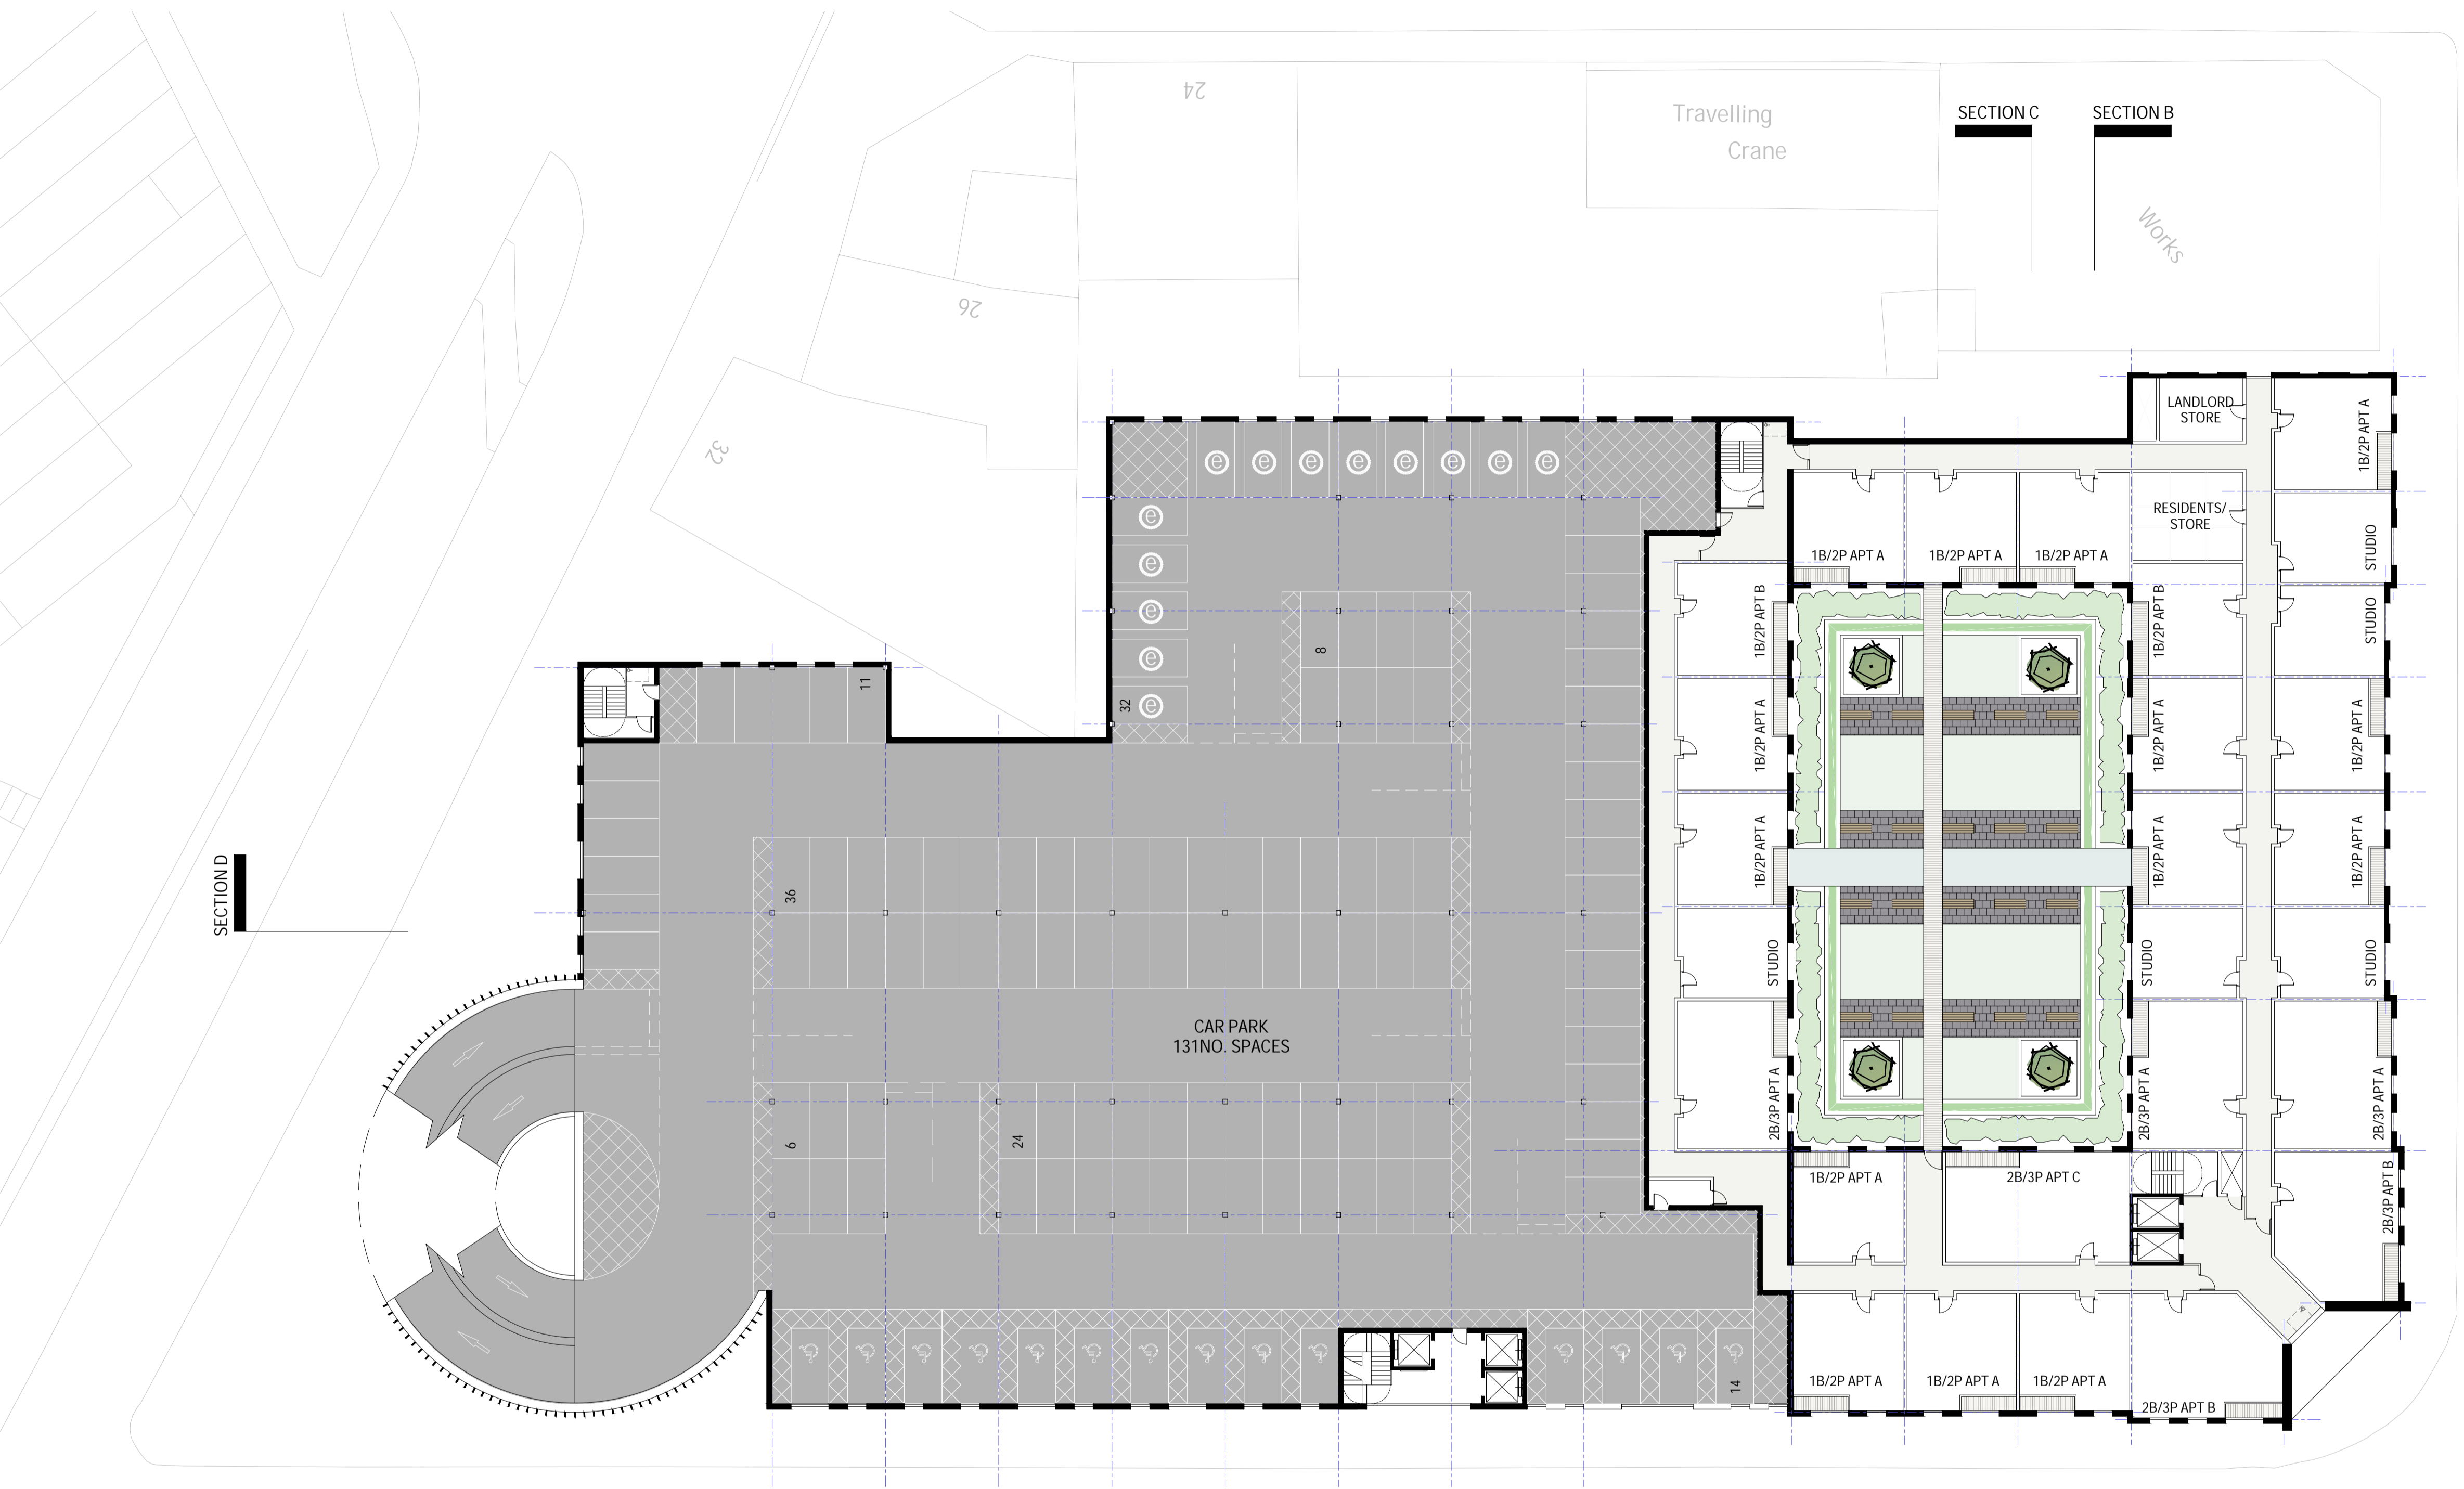 24
Travelling
Crane
SECTION C
SECTION B
Works
26
32
LANDLORD
STORE
1B/2P APT A
RESIDENTS/
STORE
STUDIO
1B/2P APT A
1B/2P APT A
1B/2P APT A
e
e
e
e
e
e
e
e
e
e
e
e
e
1B/2P APT B
1B/2P APT B
STUDIO
8
11
32
1B/2P APT A
1B/2P APT A
1B/2P APT A
36
1B/2P APT A
1B/2P APT A
1B/2P APT A
SECTION D
STUDIO
STUDIO
STUDIO
CAR PARK
131NO. SPACES
2B/3P APT A
2B/3P APT A
2B/3P APT A
6
24
1B/2P APT A
2B/3P APT C
2B/3P APT B
14
1B/2P APT A
1B/2P APT A
1B/2P APT A
2B/3P APT B